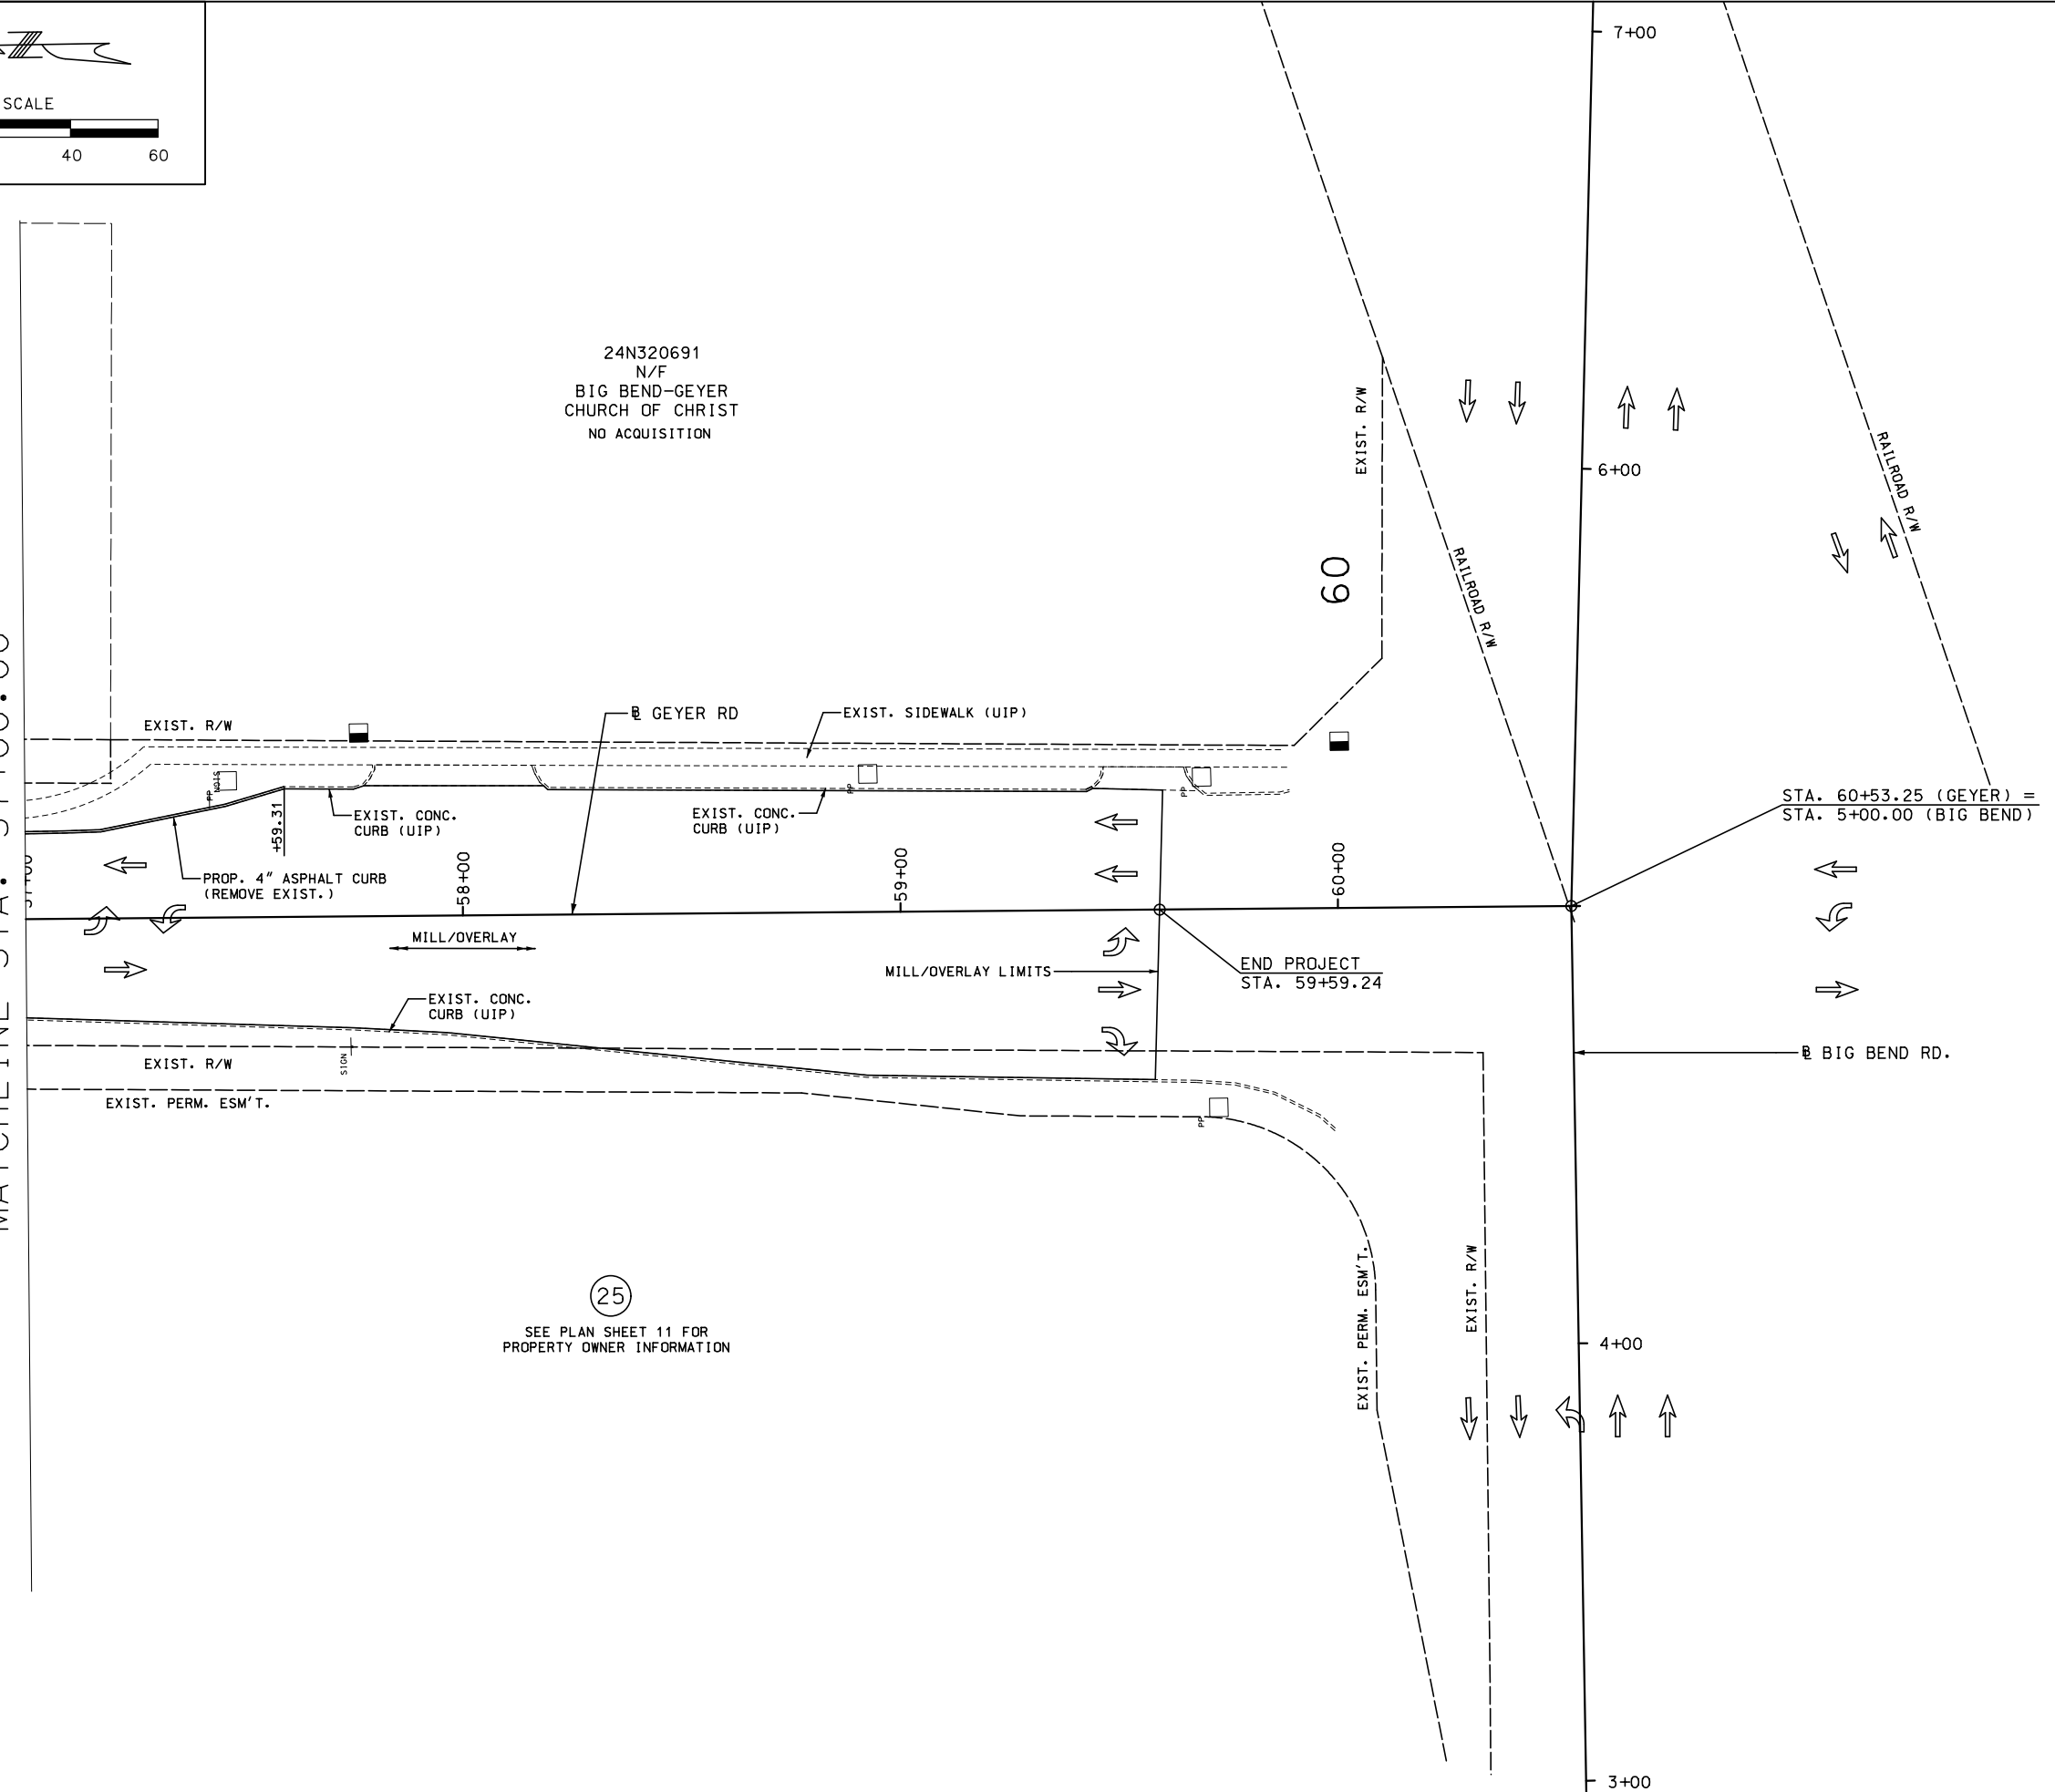 7+00
SCALE
40 60
24N320691
N/F
BIG BEND-GEYER
CHURCH OF CHRIST
NO ACQUISITION
EXIST. R/W
6+00
RAILROAD R/W
RAILROAD R/W
60
EXIST. R/W
GEYER RD
EXIST. SIDEWALK (UIP)
PP
PP
PP
+59.31
EXIST. CONC.
CURB (UIP)
EXIST. CONC.
CURB (UIP)
STA. 60+53.25 (GEYER) =
STA. 5+00.00 (BIG BEND)
PROP. 4" ASPHALT CURB
(REMOVE EXIST.)
58+00
59+00
60+00
MILL/OVERLAY
MILL/OVERLAY LIMITS
END PROJECT
STA. 59+59.24
EXIST. CONC.
CURB (UIP)
SIGN
EXIST. R/W
BIG BEND RD.
EXIST. PERM. ESM'T.
PP
25
SEE PLAN SHEET 11 FOR
PROPERTY OWNER INFORMATION
EXIST. PERM. ESM'T.
EXIST. R/W
4+00
3+00